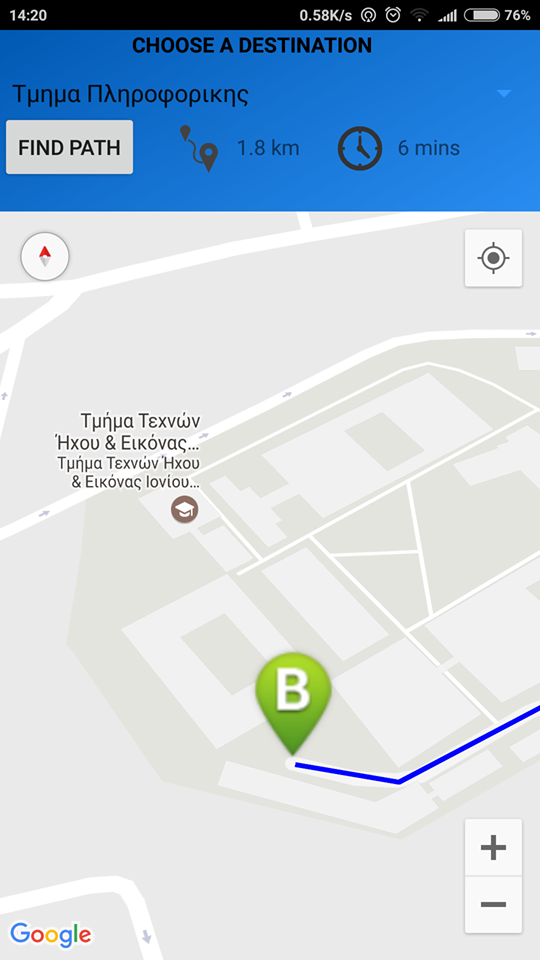 14:20 0.58K/s 76%
CHOOSE A DESTINATION
Τμημα Πληροφορικης
FIND PATH 1.8 km 6 mins
Τμήμα Τεχνών
Ήχου & Εικόνας...
Τμήμα Τεχνών Ήχου
& Εικόνας Ιονίου...
B
Google